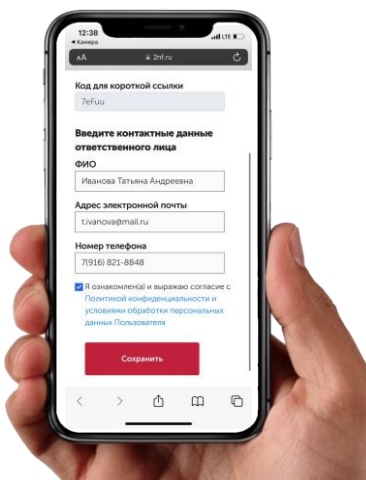 12:38
LTE
◀ Камера
AA
2nf.ru
Код для короткой ссылки
7eFuu
Введите контактные данные
ответственного лица
ФИО
Иванова Татьяна Андреевна
Адрес электронной почты
t.ivanova@mail.ru
Номер телефона
7(916) 821-8848
Я ознакомлен(а) и выражаю согласие с
Политикой конфиденциальности и
условиями обработки персональных
данных Пользователя
Сохранить